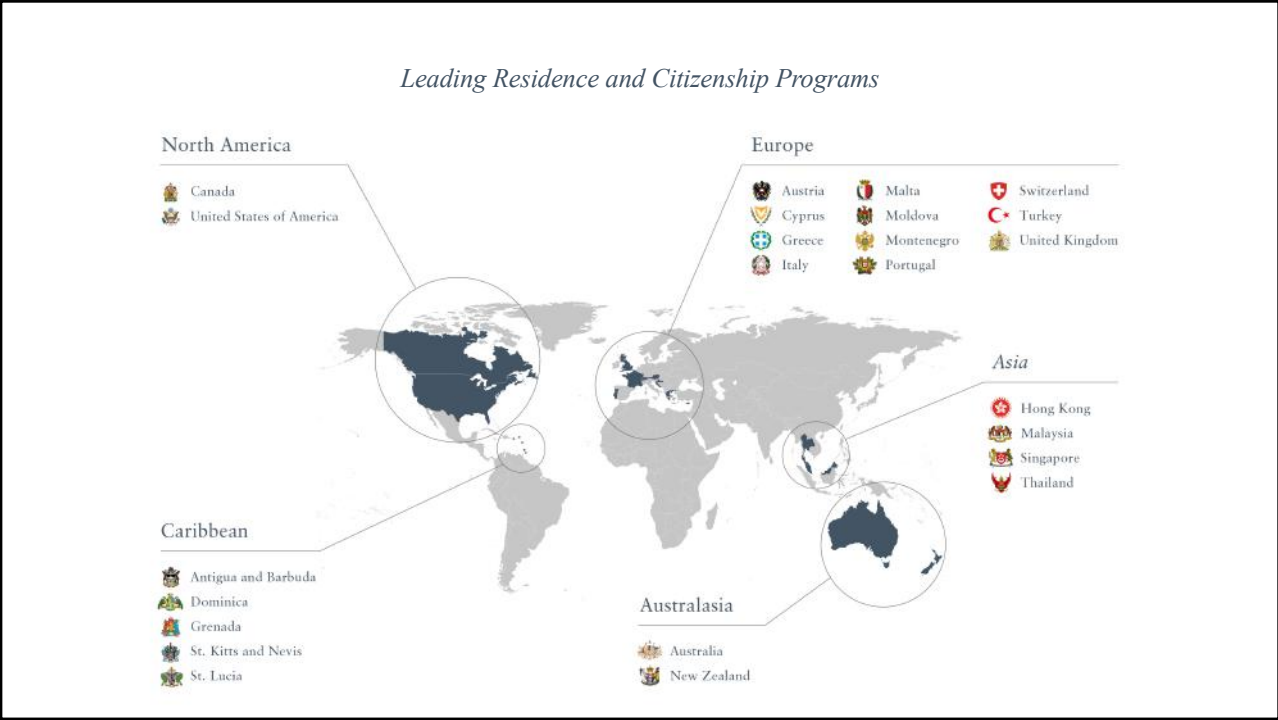 Leading Residence and Citizenship Programs
North America
Canada
United States of America
Europe
Austria
Cyprus
Greece
Italy
Malta
Moldova
Montenegro
Portugal
Switzerland
Turkey
United Kingdom
Asia
Hong Kong
Malaysia
Singapore
Thailand
Caribbean
Antigua and Barbuda
Dominica
Grenada
St. Kitts and Nevis
St. Lucia
Australasia
Australia
New Zealand